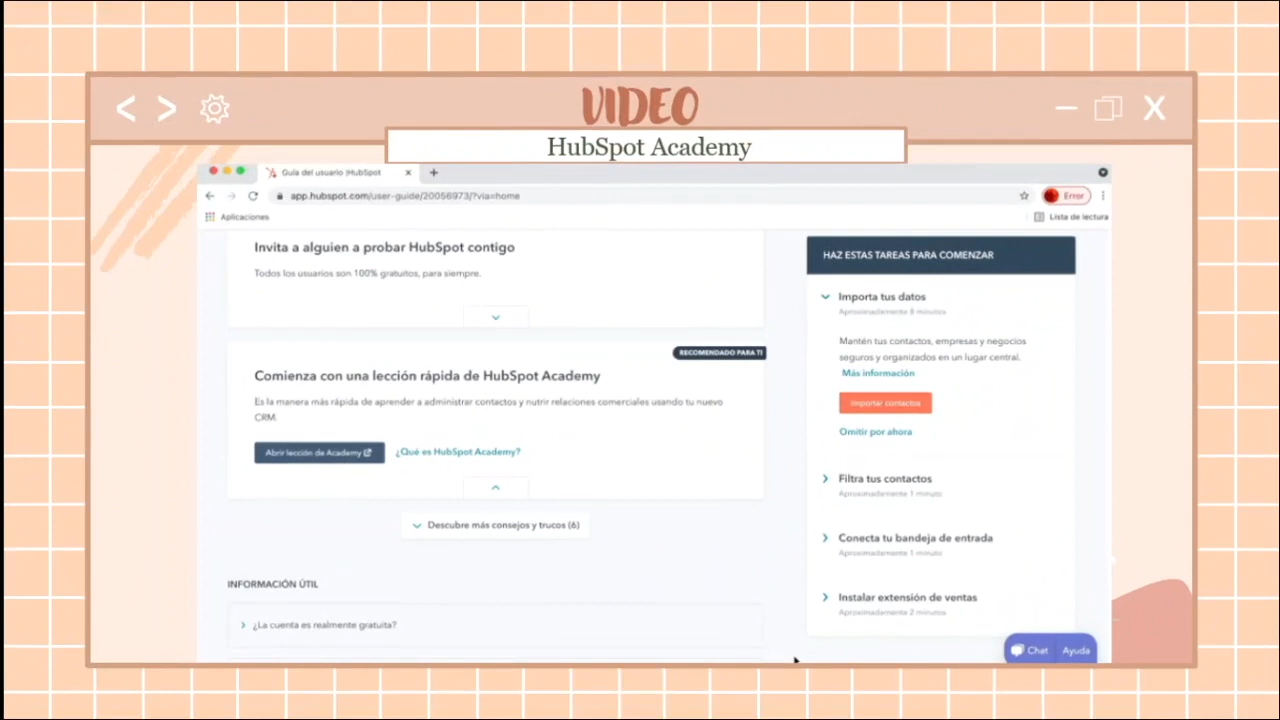 VIDEO
HubSpot Academy
Guía del usuario |HubSpot
app.hubspot.com/user-guide/20056973/?via=home
Error
Aplicaciones
Lista de lectura
Invita a alguien a probar HubSpot contigo
Todos los usuarios son 100% gratuitos, para siempre.
RECOMENDADO PARA TI
Comienza con una lección rápida de HubSpot Academy
Es la manera más rápida de aprender a administrar contactos y nutrir relaciones comerciales usando tu nuevo
CRM.
Abrir lección de Academy
¿Qué es HubSpot Academy?
Descubre más consejos y trucos (6)
INFORMACIÓN ÚTIL
¿La cuenta es realmente gratuita?
HAZ ESTAS TAREAS PARA COMENZAR
Importa tus datos
Aproximadamente 8 minutos
Mantén tus contactos, empresas y negocios
seguros y organizados en un lugar central.
Más información
Importar contactos
Omitir por ahora
Filtra tus contactos
Aproximadamente 1 minuto
Conecta tu bandeja de entrada
Aproximadamente 1 minuto
Instalar extensión de ventas
Aproximadamente 2 minutos
Chat
Ayuda